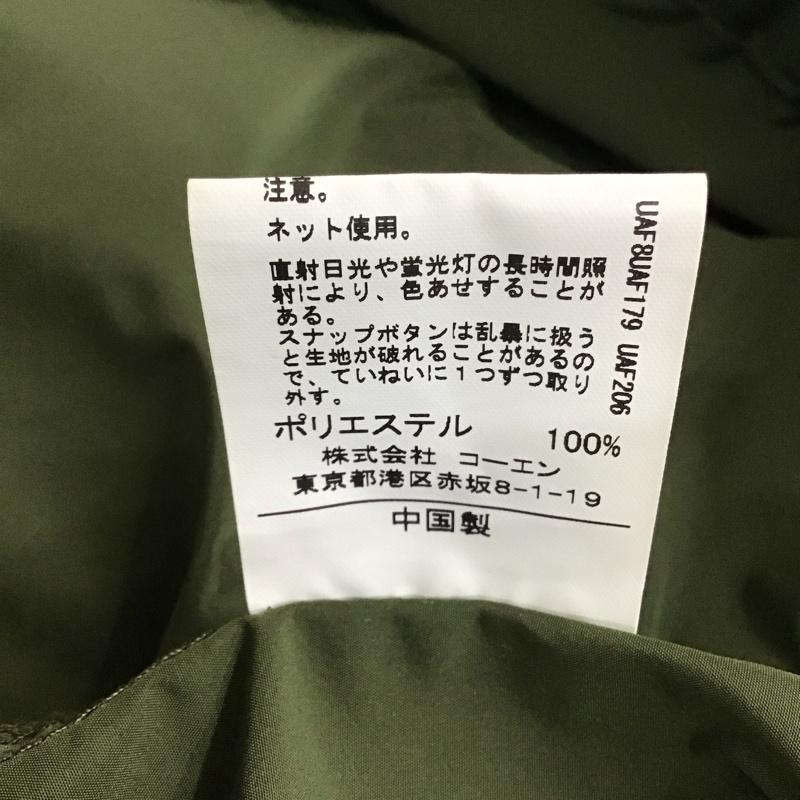 注意。
ネット使用。
直射日光や蛍光灯の長時間照
射により、色あせすることが
ある。
スナップボタンは乱暴に扱う
と生地が破れることがあるの
で、ていねいに1つずつ取り
外す。
ポリエステル 100%
株式会社 コーエン
東京都港区赤坂8-1-19
中国製
UAF8UAF179 UAF206